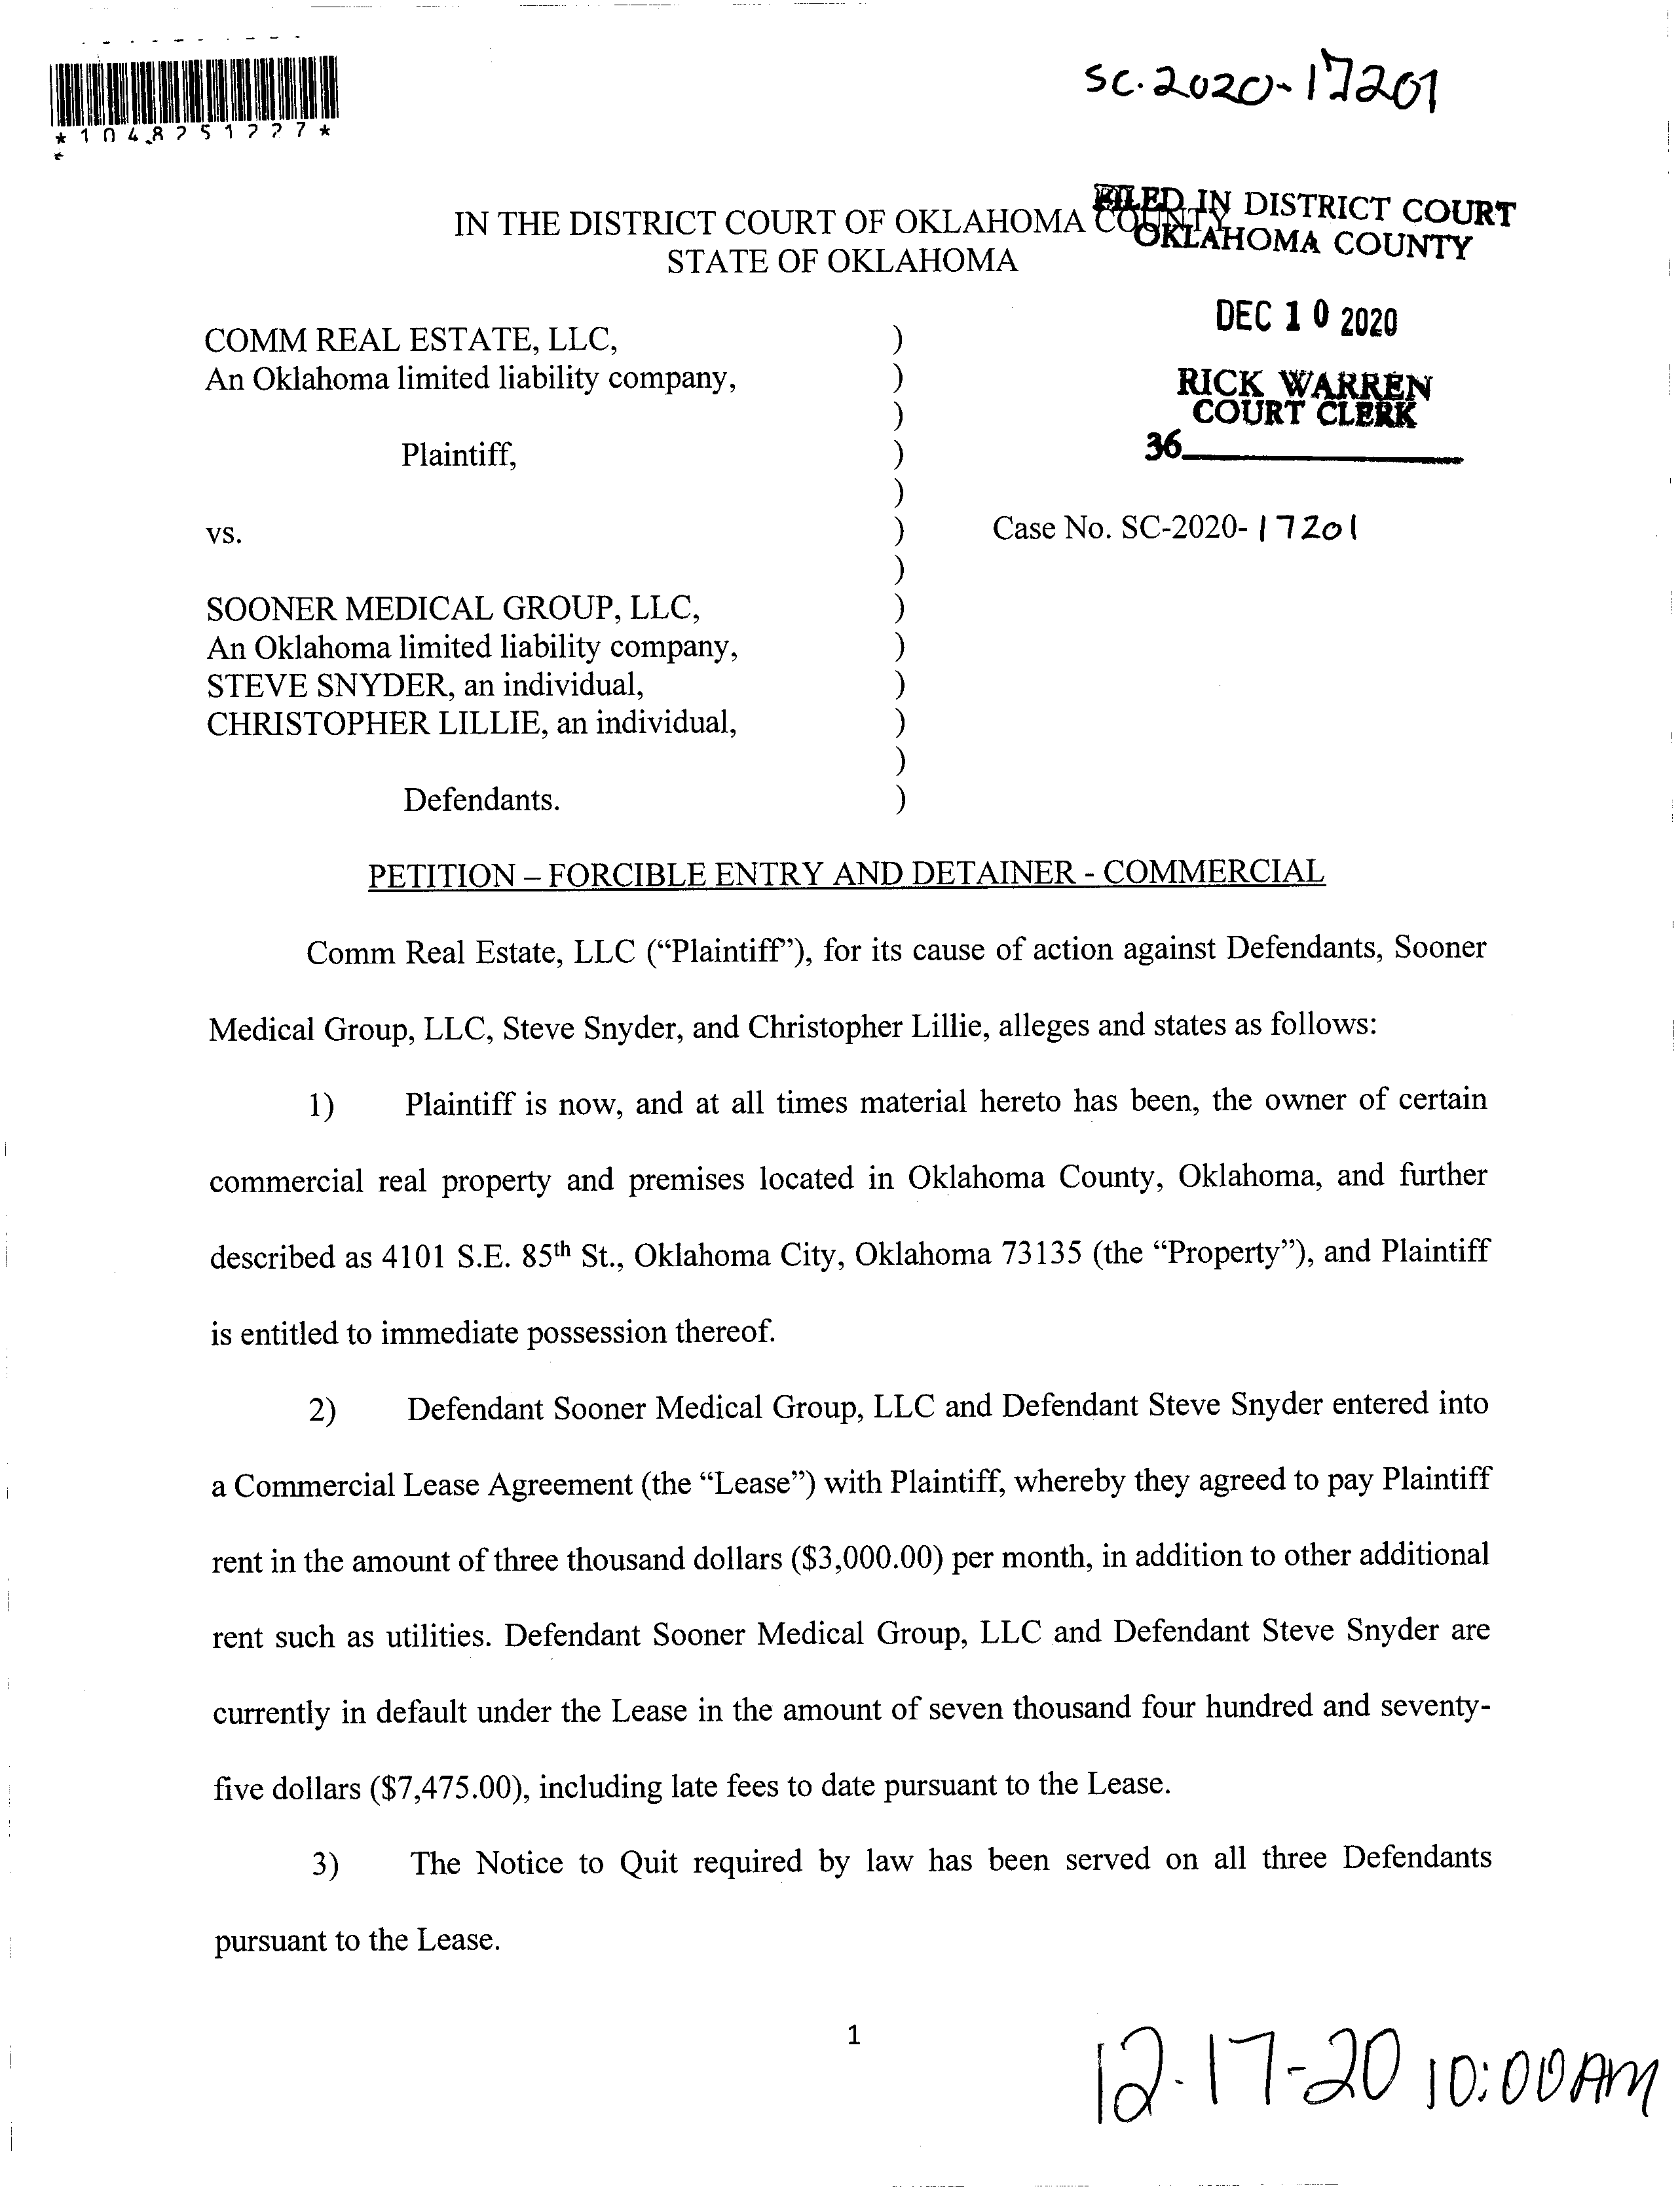 SC-2020-17201
*1048251227*
FILED IN DISTRICT COURT
OKLAHOMA COUNTY
IN THE DISTRICT COURT OF OKLAHOMA COUNTY
STATE OF OKLAHOMA
DEC 10 2020
RICK WARREN
COURT CLERK
36
COMM REAL ESTATE, LLC, )
An Oklahoma limited liability company, )
)
Plaintiff, )
)
vs. ) Case No. SC-2020-17201
)
SOONER MEDICAL GROUP, LLC, )
An Oklahoma limited liability company, )
STEVE SNYDER, an individual, )
CHRISTOPHER LILLIE, an individual, )
)
Defendants. )
PETITION – FORCIBLE ENTRY AND DETAINER - COMMERCIAL
Comm Real Estate, LLC (“Plaintiff”), for its cause of action against Defendants, Sooner
Medical Group, LLC, Steve Snyder, and Christopher Lillie, alleges and states as follows:
1) Plaintiff is now, and at all times material hereto has been, the owner of certain
commercial real property and premises located in Oklahoma County, Oklahoma, and further
described as 4101 S.E. 85th St., Oklahoma City, Oklahoma 73135 (the “Property”), and Plaintiff
is entitled to immediate possession thereof.
2) Defendant Sooner Medical Group, LLC and Defendant Steve Snyder entered into
a Commercial Lease Agreement (the “Lease”) with Plaintiff, whereby they agreed to pay Plaintiff
rent in the amount of three thousand dollars ($3,000.00) per month, in addition to other additional
rent such as utilities. Defendant Sooner Medical Group, LLC and Defendant Steve Snyder are
currently in default under the Lease in the amount of seven thousand four hundred and seventy-
five dollars ($7,475.00), including late fees to date pursuant to the Lease.
3) The Notice to Quit required by law has been served on all three Defendants
pursuant to the Lease.
1
12-17-20 10:00AM